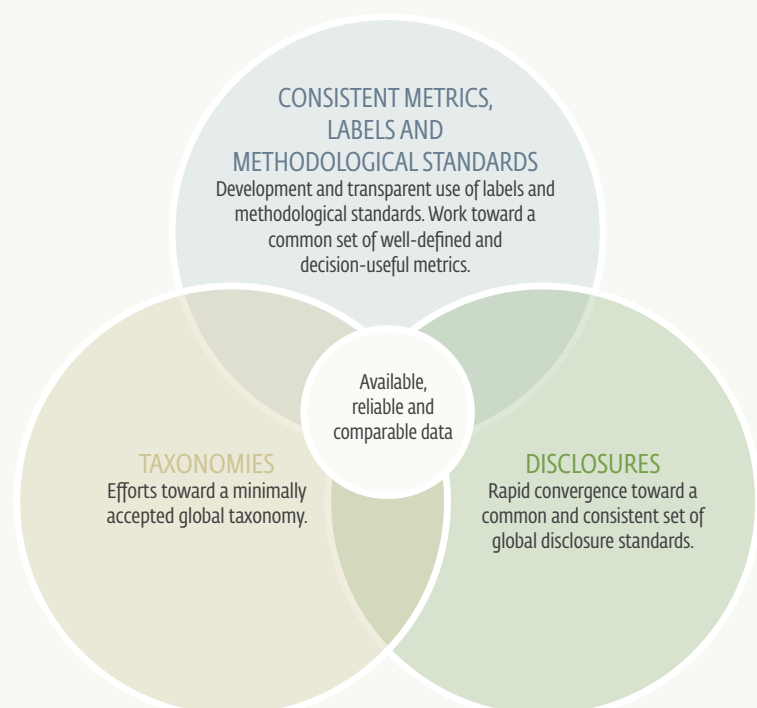 CONSISTENT METRICS,
LABELS AND
METHODOLOGICAL STANDARDS
Development and transparent use of labels and
methodological standards. Work toward a
common set of well-defined and
decision-useful metrics.
Available,
reliable and
comparable data
TAXONOMIES
Efforts toward a minimally
accepted global taxonomy.
DISCLOSURES
Rapid convergence toward a
common and consistent set of
global disclosure standards.